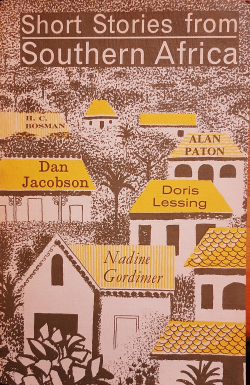 Short Stories from
Southern Africa
H. C.
BOSMAN
ALAN
PATON
Dan
Jacobson
Doris
Lessing
Nadine
Gordimer